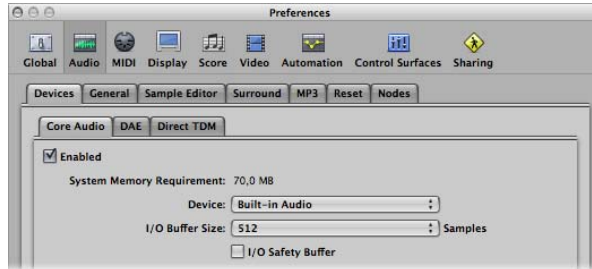 Preferences
Global Audio MIDI Display Score Video Automation Control Surfaces Sharing
Devices General Sample Editor Surround MP3 Reset Nodes
Core Audio DAE Direct TDM
Enabled
System Memory Requirement: 70,0 MB
Device: Built-in Audio
I/O Buffer Size: 512 Samples
I/O Safety Buffer